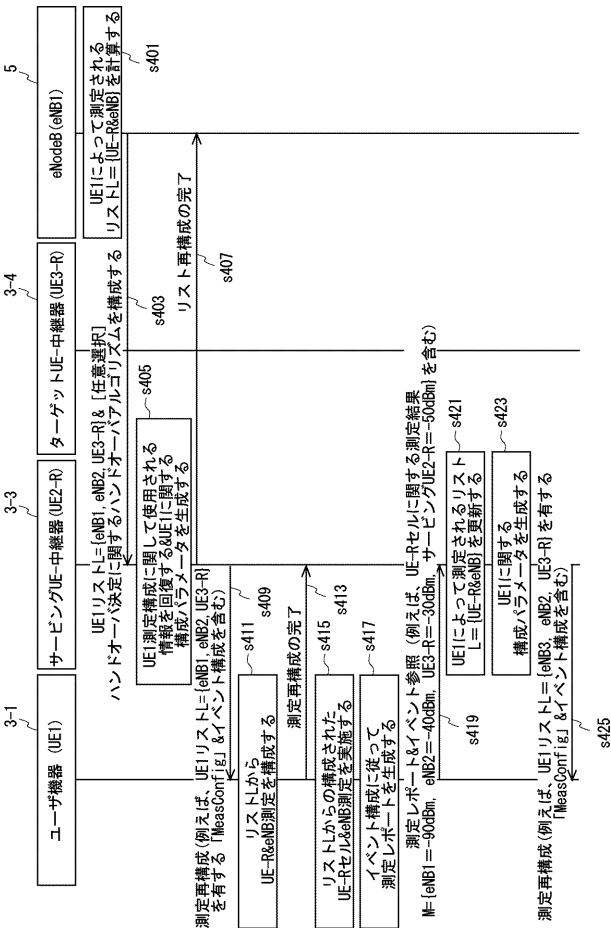 3-1
ユーザ機器 (UE1)
3-3
サービングUE-中継器(UE2-R)
3-4
ターゲットUE-中継器(UE3-R)
5
eNodeB(eNB1)
UE1によって測定される
リストL={UE-R&eNB}を計算する
s401
UE1リストL={eNB1, eNB2, UE3-R}& [任意選択]
ハンドオーバ決定に関するハンドオーバアルゴリズムを構成する
s403
UE1測定構成に関して使用される
情報を回復する&UE1に関する
構成パラメータを生成する
s405
リスト再構成の完了
s407
測定再構成(例えば、UE1リストL={eNB1, eNB2, UE3-R}
を有する「MeasConfig」&イベント構成を含む)
s409
リストLから
UE-R&eNB測定を構成する
s411
測定再構成の完了
s413
リストLからの構成された
UE-Rセル&eNB測定を実施する
s415
イベント構成に従って
測定レポートを生成する
s417
測定レポート&イベント参照 (例えば、UE-Rセルに関する測定結果
M={eNB1=-90dBm, eNB2=-40dBm, UE3-R=-30dBm, サービングUE2-R=-50dBm}を含む)
s419
UE1によって測定されるリスト
L={UE-R&eNB}を更新する
s421
UE1に関する
構成パラメータを生成する
s423
測定再構成(例えば、UE1リストL={eNB3, eNB2, UE3-R}を有する
「MeasConfig」&イベント構成を含む)
s425